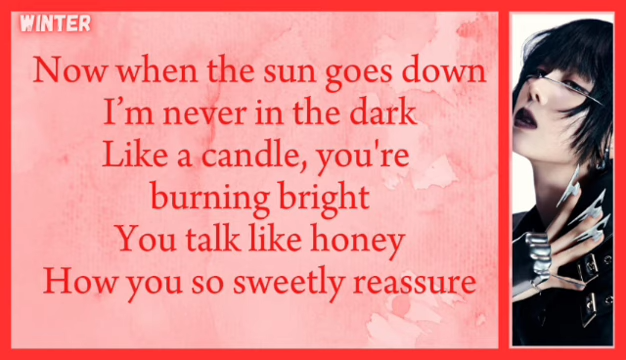 WINTER
Now when the sun goes down
I’m never in the dark
Like a candle, you're
burning bright
You talk like honey
How you so sweetly reassure